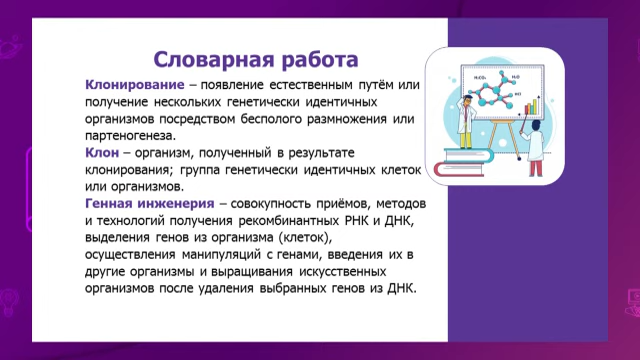 Словарная работа
Клонирование – появление естественным путём или
получение нескольких генетически идентичных
организмов посредством бесполого размножения или
партеногенеза.
Клон – организм, полученный в результате
клонирования; группа генетически идентичных клеток
или организмов.
Генная инженерия – совокупность приёмов, методов
и технологий получения рекомбинантных РНК и ДНК,
выделения генов из организма (клеток),
осуществления манипуляций с генами, введения их в
другие организмы и выращивания искусственных
организмов после удаления выбранных генов из ДНК.
H₂CO₃
H₂O
HCl